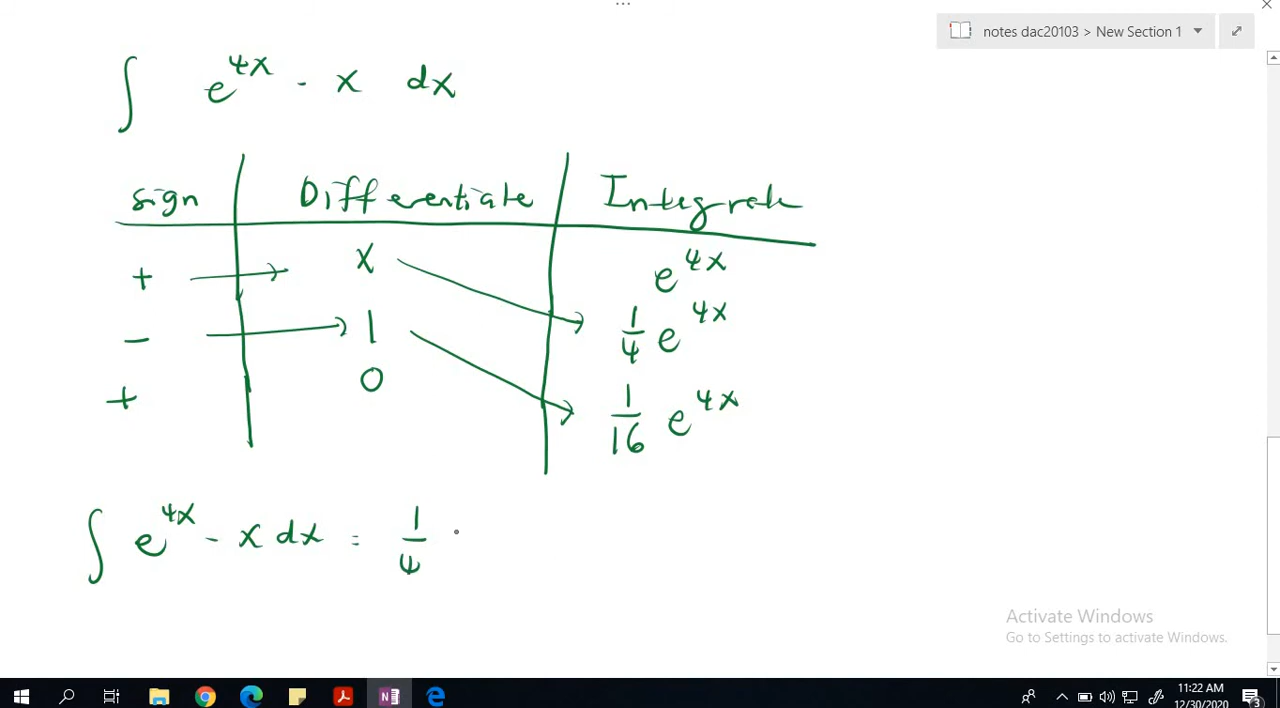 ...
notes dac20103 > New Section 1
∫ e^{4x} - x dx
sign Differentiate Integrate
+ → x e^{4x}
- → 1 1/4 e^{4x}
+ 0 1/16 e^{4x}
∫ e^{4x} - x dx = 1/4
Activate Windows
Go to Settings to activate Windows.
11:22 AM
12/30/2020
3